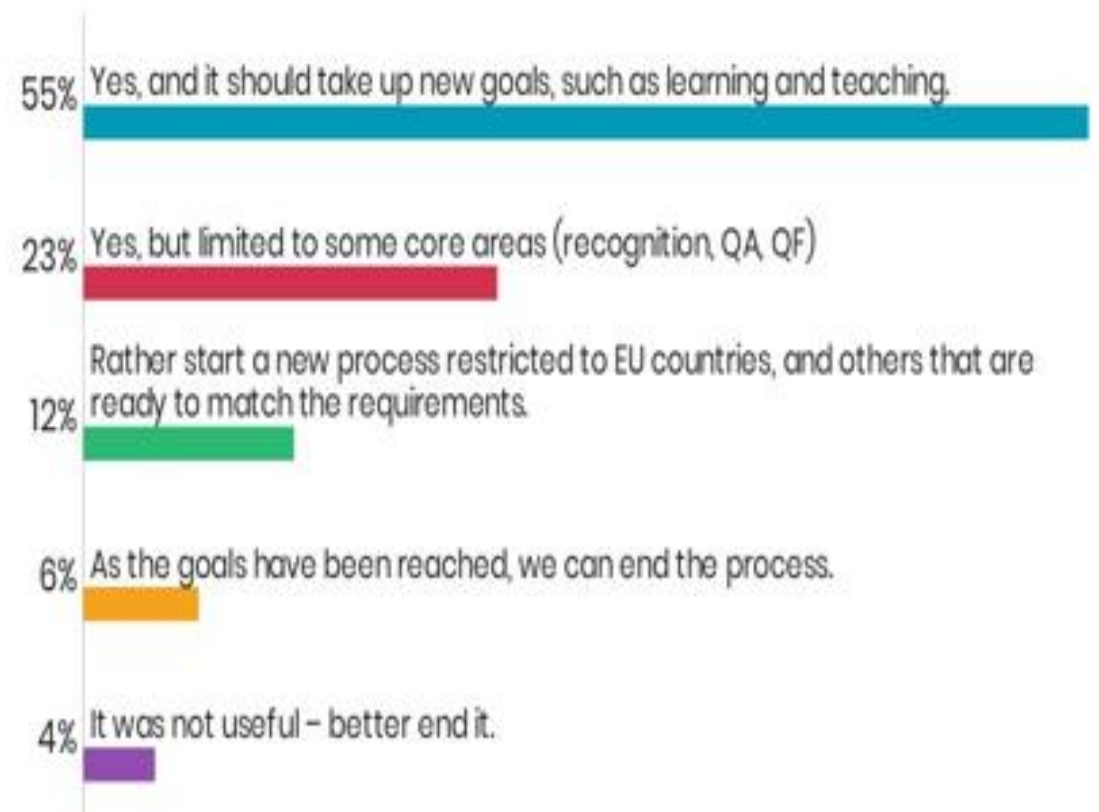 55% Yes, and it should take up new goals, such as learning and teaching.
23% Yes, but limited to some core areas (recognition, QA, QF)
Rather start a new process restricted to EU countries, and others that are
12% ready to match the requirements.
6% As the goals have been reached, we can end the process.
4% It was not useful – better end it.